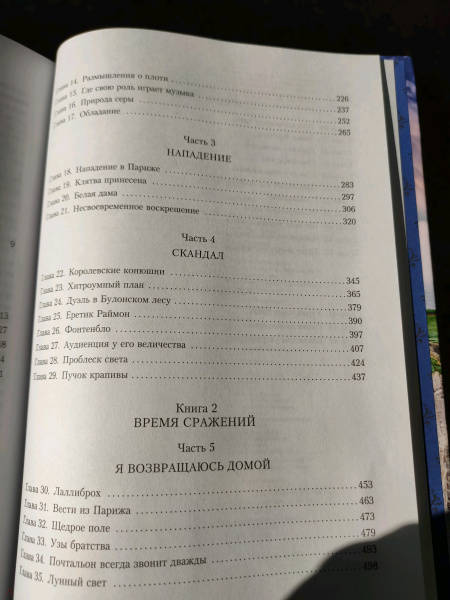 Глава 14. Размышления о плоти 226
Глава 15. Где свою роль играет музыка 237
Глава 16. Природа серы 252
Глава 17. Обладание 265
Часть 3
НАПАДЕНИЕ
Глава 18. Нападение в Париже 283
Глава 19. Клятва принесена 297
Глава 20. Белая дама 306
Глава 21. Несвоевременное воскрешение 320
Часть 4
СКАНДАЛ
Глава 22. Королевские конюшни 345
Глава 23. Хитроумный план 365
Глава 24. Дуэль в Булонском лесу 379
Глава 25. Еретик Раймон 390
Глава 26. Фонтенбло 397
Глава 27. Аудиенция у его величества 407
Глава 28. Проблеск света 424
Глава 29. Пучок крапивы 437
Книга 2
ВРЕМЯ СРАЖЕНИЙ
Часть 5
Я ВОЗВРАЩАЮСЬ ДОМОЙ
Глава 30. Лаллиброх 453
Глава 31. Вести из Парижа 463
Глава 32. Щедрое поле 473
Глава 33. Узы братства 479
Глава 34. Почтальон всегда звонит дважды 493
Глава 35. Лунный свет 498
9
13
27